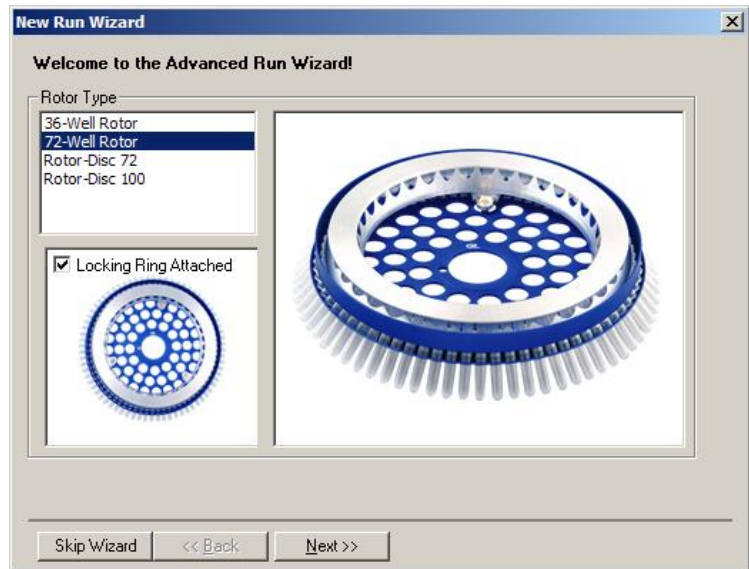 New Run Wizard
Welcome to the Advanced Run Wizard!
Rotor Type
36-Well Rotor
72-Well Rotor
Rotor-Disc 72
Rotor-Disc 100
Locking Ring Attached
Skip Wizard
<< Back
Next >>